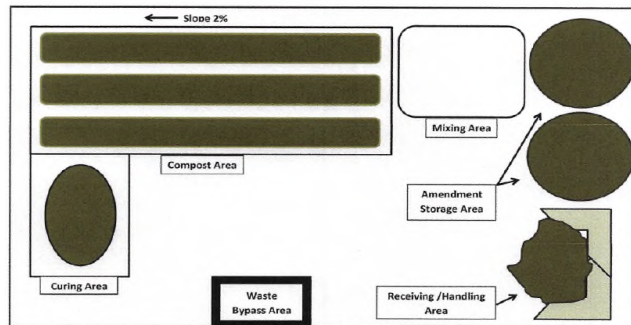 Slope 2%
Mixing Area
Compost Area
Amendment
Storage Area
Curing Area
Waste
Bypass Area
Receiving /Handling
Area